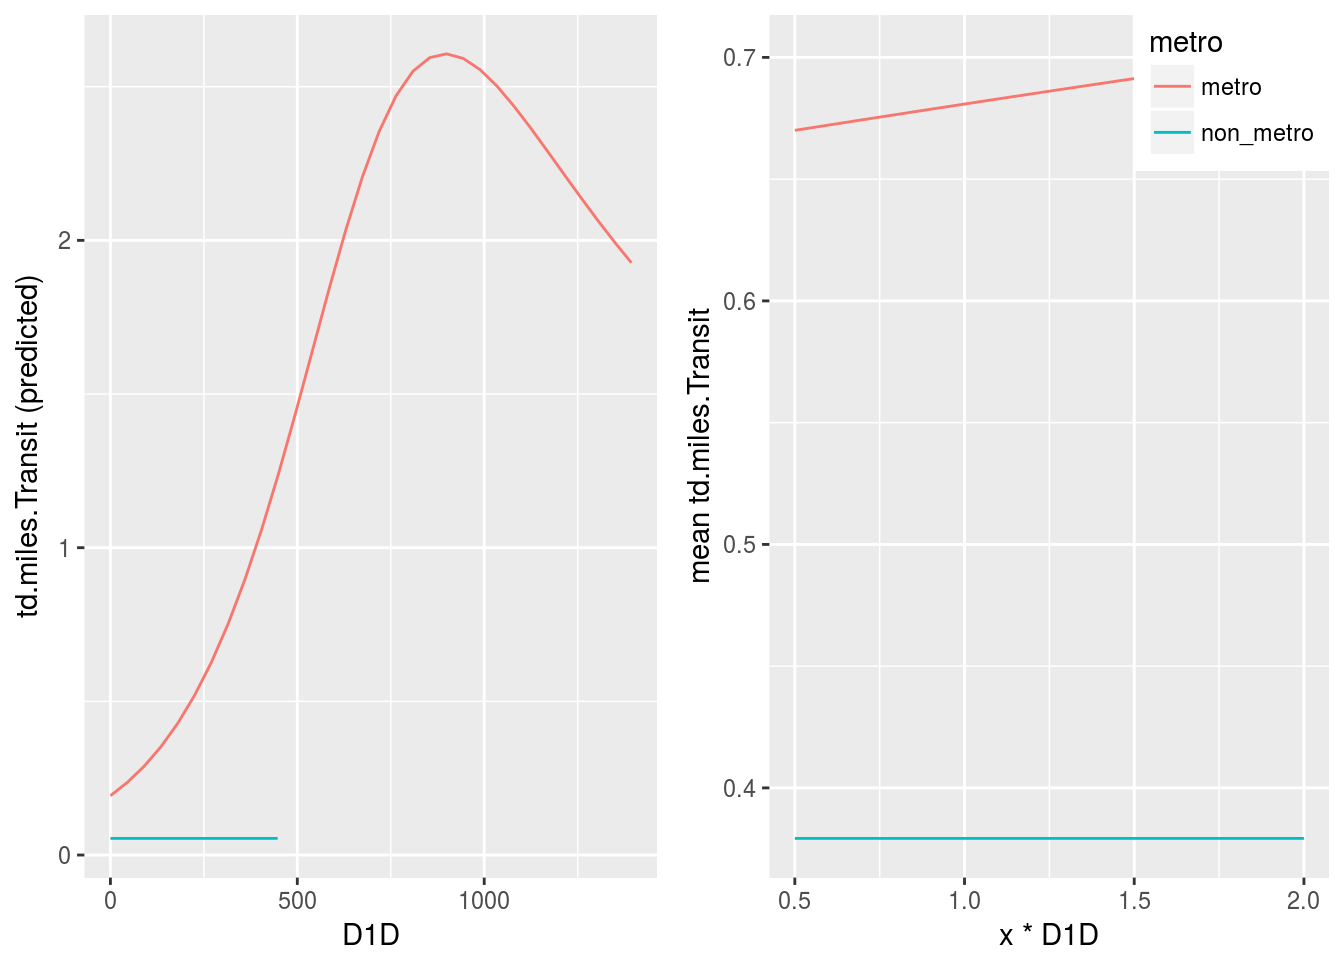 td.miles.Transit (predicted)
2
1
0
0
500
1000
D1D
mean td.miles.Transit
0.7
0.6
0.5
0.4
0.5
1.0
1.5
2.0
x * D1D
metro
metro
non_metro